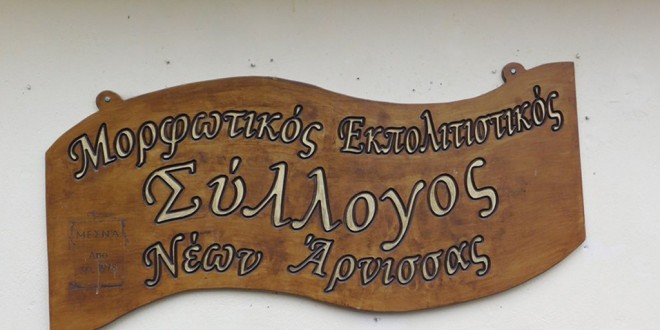 Μορφωτικός Εκπολιτιστικός
Σύλλογος
Νέων Άρνισσας